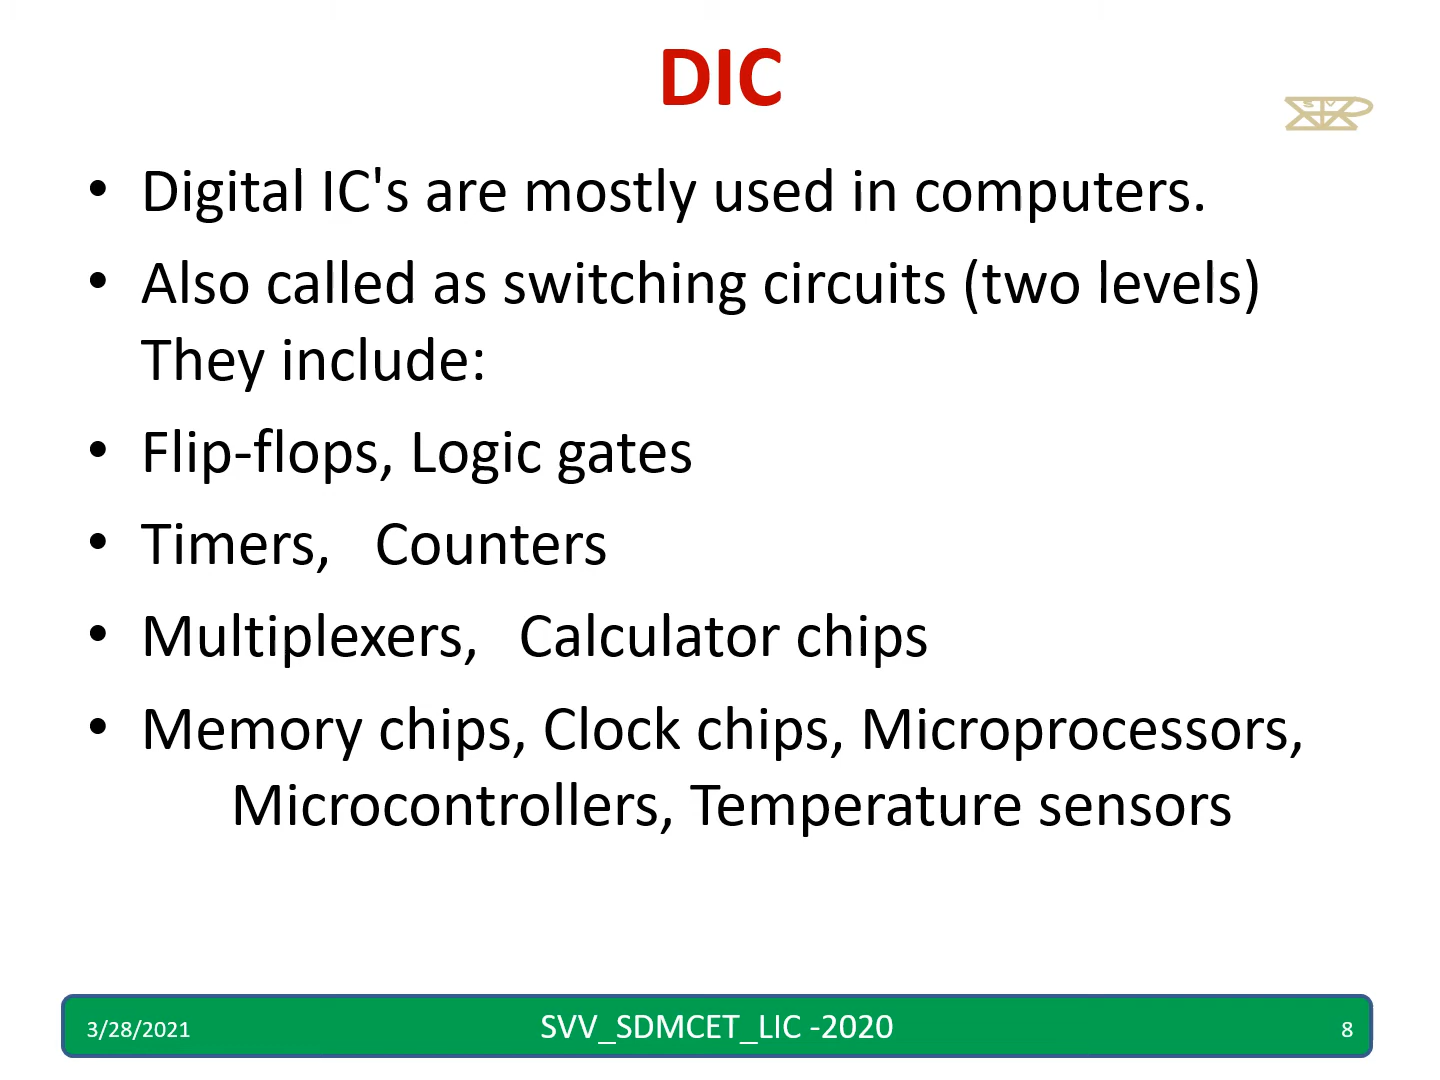 DIC
• Digital IC's are mostly used in computers.
• Also called as switching circuits (two levels)
They include:
• Flip-flops, Logic gates
• Timers, Counters
• Multiplexers, Calculator chips
• Memory chips, Clock chips, Microprocessors,
Microcontrollers, Temperature sensors
3/28/2021 SVV_SDMCET_LIC -2020 8